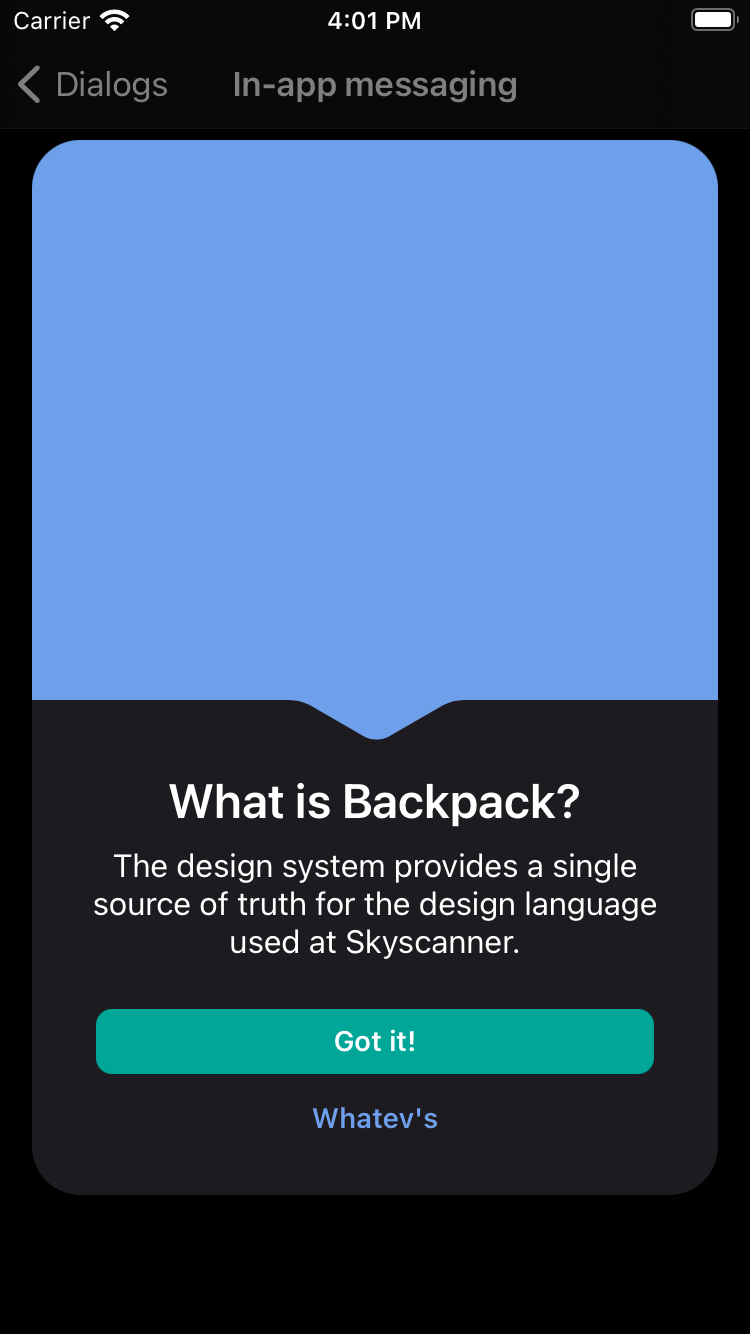 Carrier
4:01 PM
Dialogs
In-app messaging
What is Backpack?
The design system provides a single
source of truth for the design language
used at Skyscanner.
Got it!
Whatev's